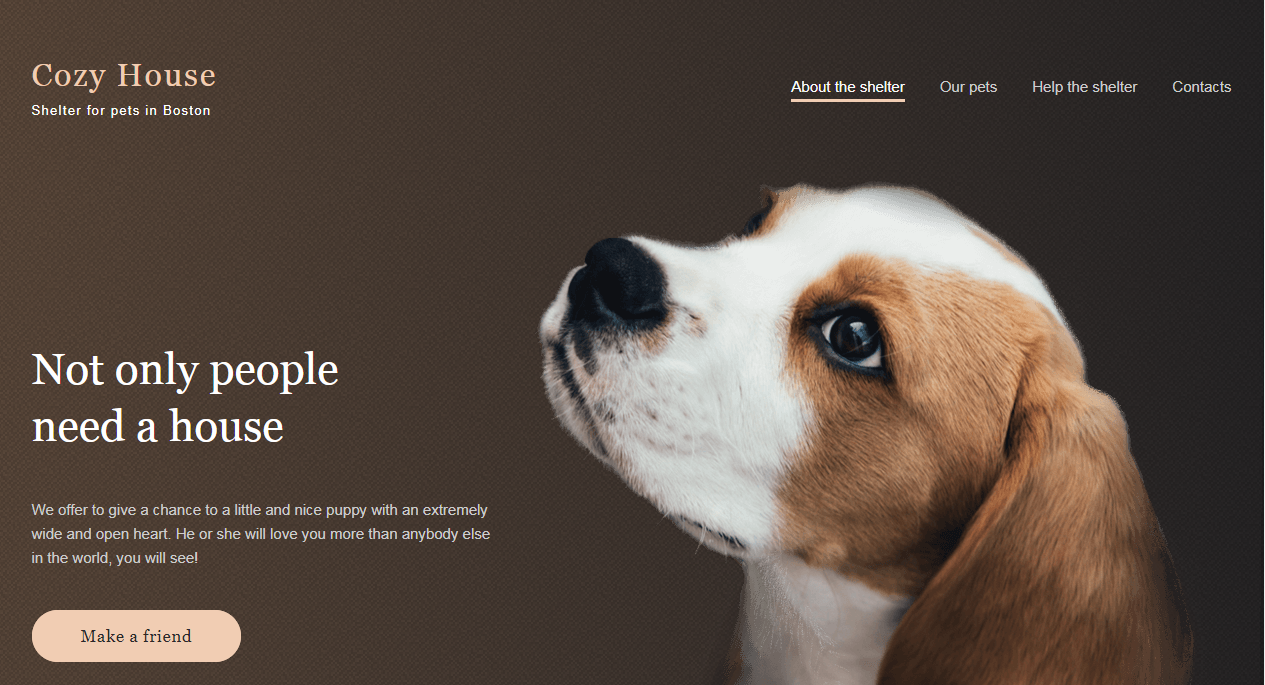 Cozy House
Shelter for pets in Boston
About the shelter
Our pets
Help the shelter
Contacts
Not only people
need a house
We offer to give a chance to a little and nice puppy with an extremely
wide and open heart. He or she will love you more than anybody else
in the world, you will see!
Make a friend